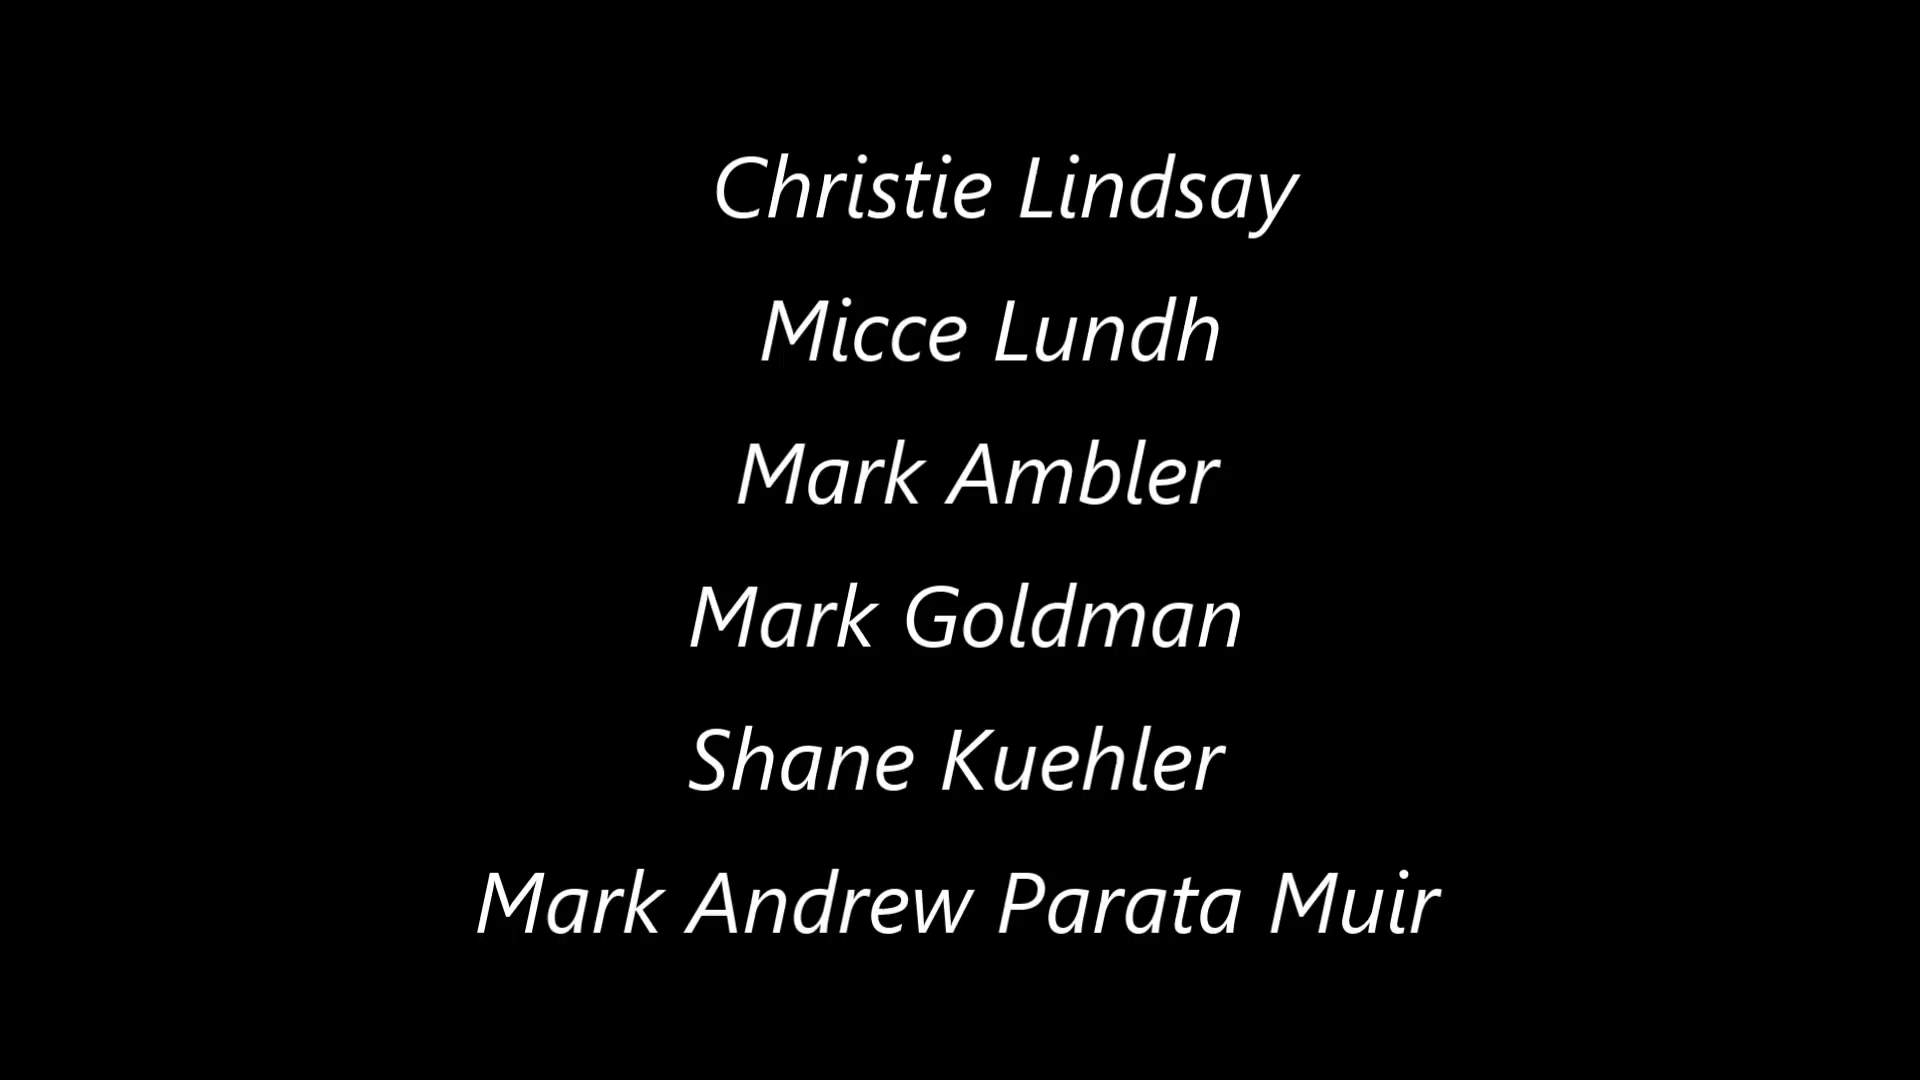 Christie Lindsay
Micce Lundh
Mark Ambler
Mark Goldman
Shane Kuehler
Mark Andrew Parata Muir